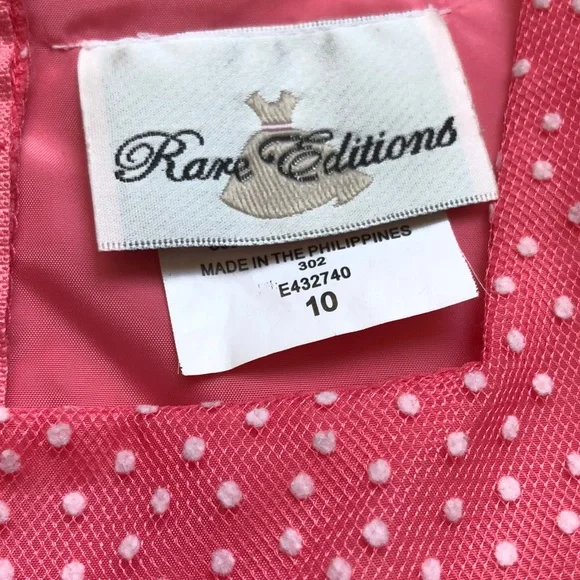 Rare Editions
MADE IN THE PHILIPPINES
302
E432740
10